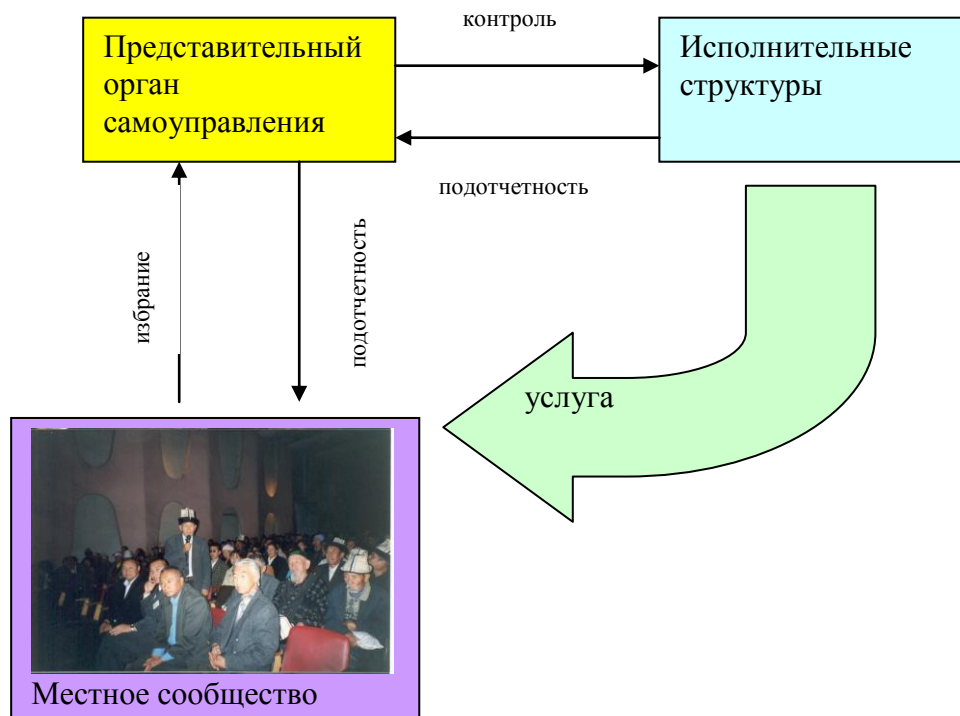 контроль
Представительный
орган
самоуправления
Исполнительные
структуры
подотчетность
избрание
подотчетность
услуга
Местное сообщество